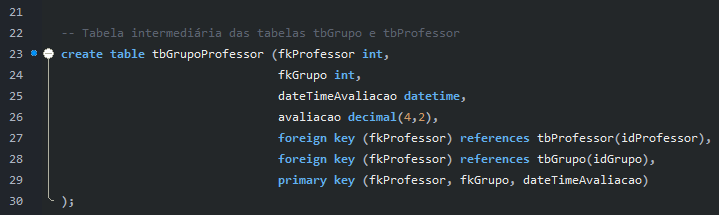 21
22 -- Tabela intermediária das tabelas tbGrupo e tbProfessor
23 create table tbGrupoProfessor (fkProfessor int,
24 fkGrupo int,
25 dateTimeAvaliacao datetime,
26 avaliacao decimal(4,2),
27 foreign key (fkProfessor) references tbProfessor(idProfessor),
28 foreign key (fkProfessor) references tbGrupo(idGrupo),
29 primary key (fkProfessor, fkGrupo, dateTimeAvaliacao)
30 );